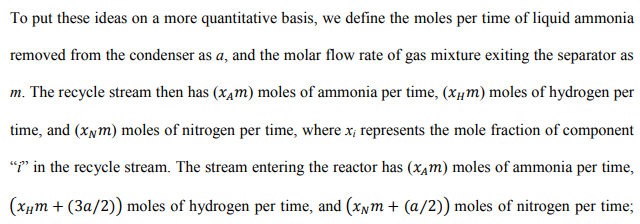 To put these ideas on a more quantitative basis, we define the moles per time of liquid ammonia
removed from the condenser as a, and the molar flow rate of gas mixture exiting the separator as
m. The recycle stream then has (x_A m) moles of ammonia per time, (x_H m) moles of hydrogen per
time, and (x_N m) moles of nitrogen per time, where x_i represents the mole fraction of component
“i” in the recycle stream. The stream entering the reactor has (x_A m) moles of ammonia per time,
(x_H m + (3a/2)) moles of hydrogen per time, and (x_N m + (a/2)) moles of nitrogen per time;